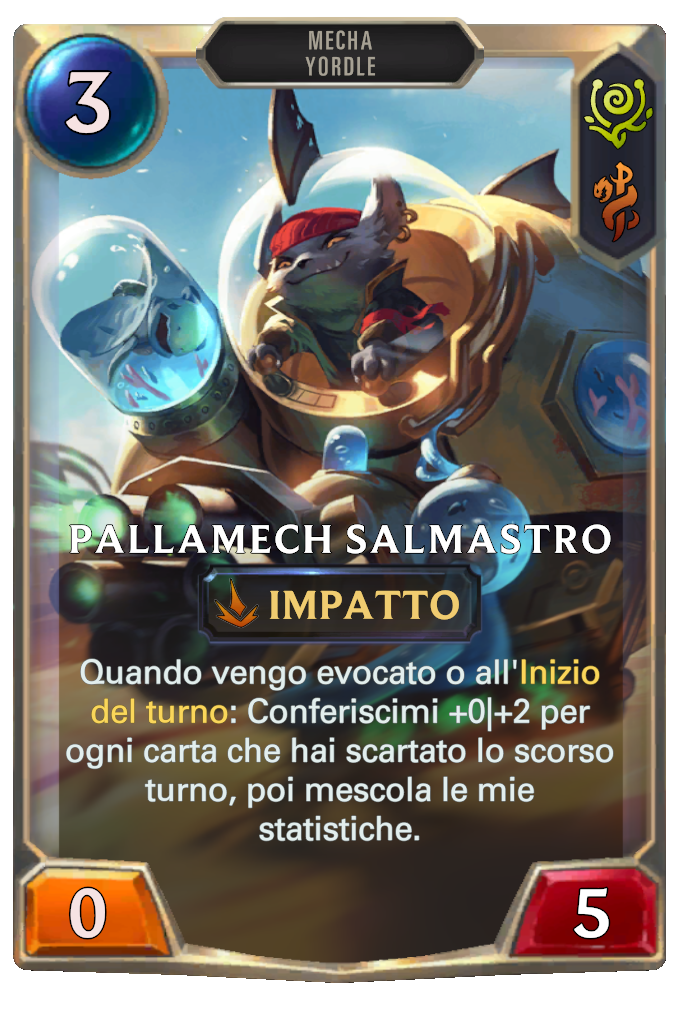 3
MECHA
YORDLE
PALLAMECH SALMASTRO
IMPATTO
Quando vengo evocato o all'Inizio
del turno: Conferiscimi +0|+2 per
ogni carta che hai scartato lo scorso
turno, poi mescola le mie
statistiche.
0
5